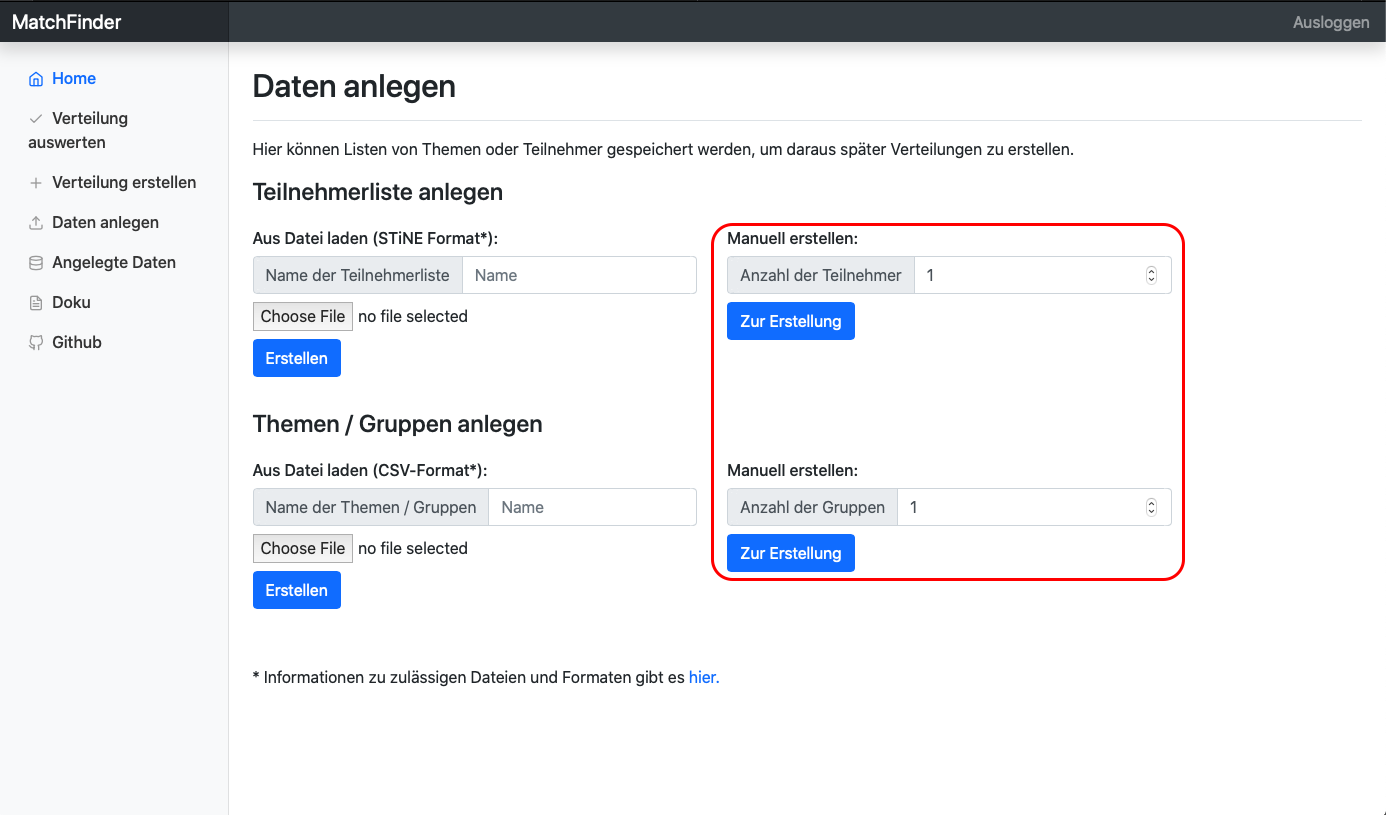 MatchFinder
Ausloggen
Home
Verteilung
auswerten
Verteilung erstellen
Daten anlegen
Angelegte Daten
Doku
Github
Daten anlegen
Hier können Listen von Themen oder Teilnehmer gespeichert werden, um daraus später Verteilungen zu erstellen.
Teilnehmerliste anlegen
Aus Datei laden (STiNE Format*):
Name der Teilnehmerliste Name
Choose File no file selected
Erstellen
Manuell erstellen:
Anzahl der Teilnehmer 1
Zur Erstellung
Themen / Gruppen anlegen
Aus Datei laden (CSV-Format*):
Name der Themen / Gruppen Name
Choose File no file selected
Erstellen
Manuell erstellen:
Anzahl der Gruppen 1
Zur Erstellung
* Informationen zu zulässigen Dateien und Formaten gibt es hier.